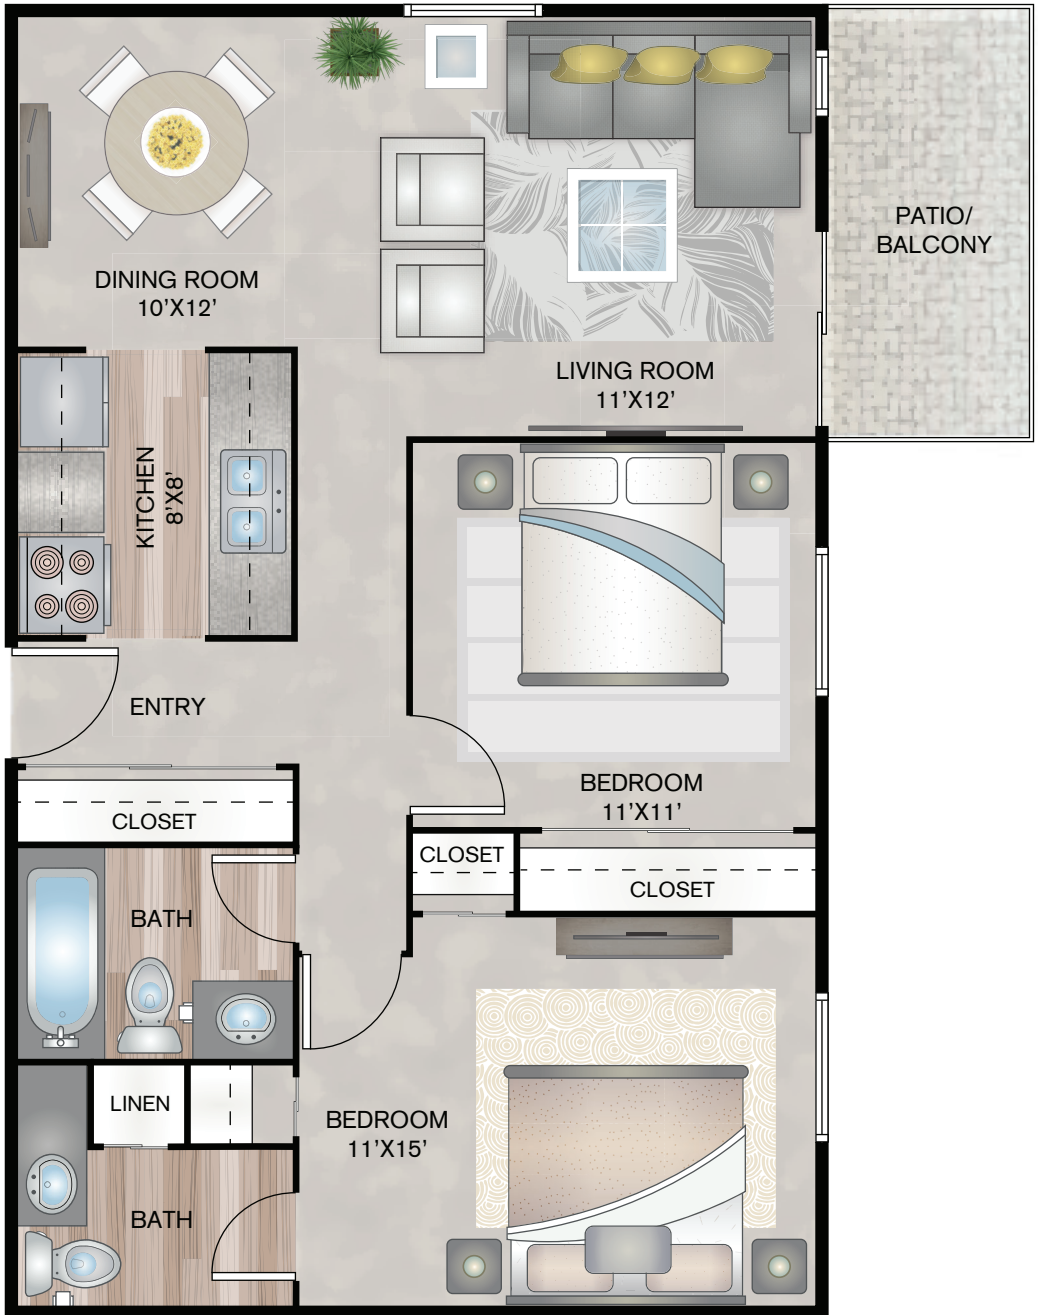 PATIO/
BALCONY
DINING ROOM
10’X12’
LIVING ROOM
11’X12’
KITCHEN
8’X8’
ENTRY
BEDROOM
11’X11’
CLOSET
CLOSET
CLOSET
BATH
LINEN
BEDROOM
11’X15’
BATH